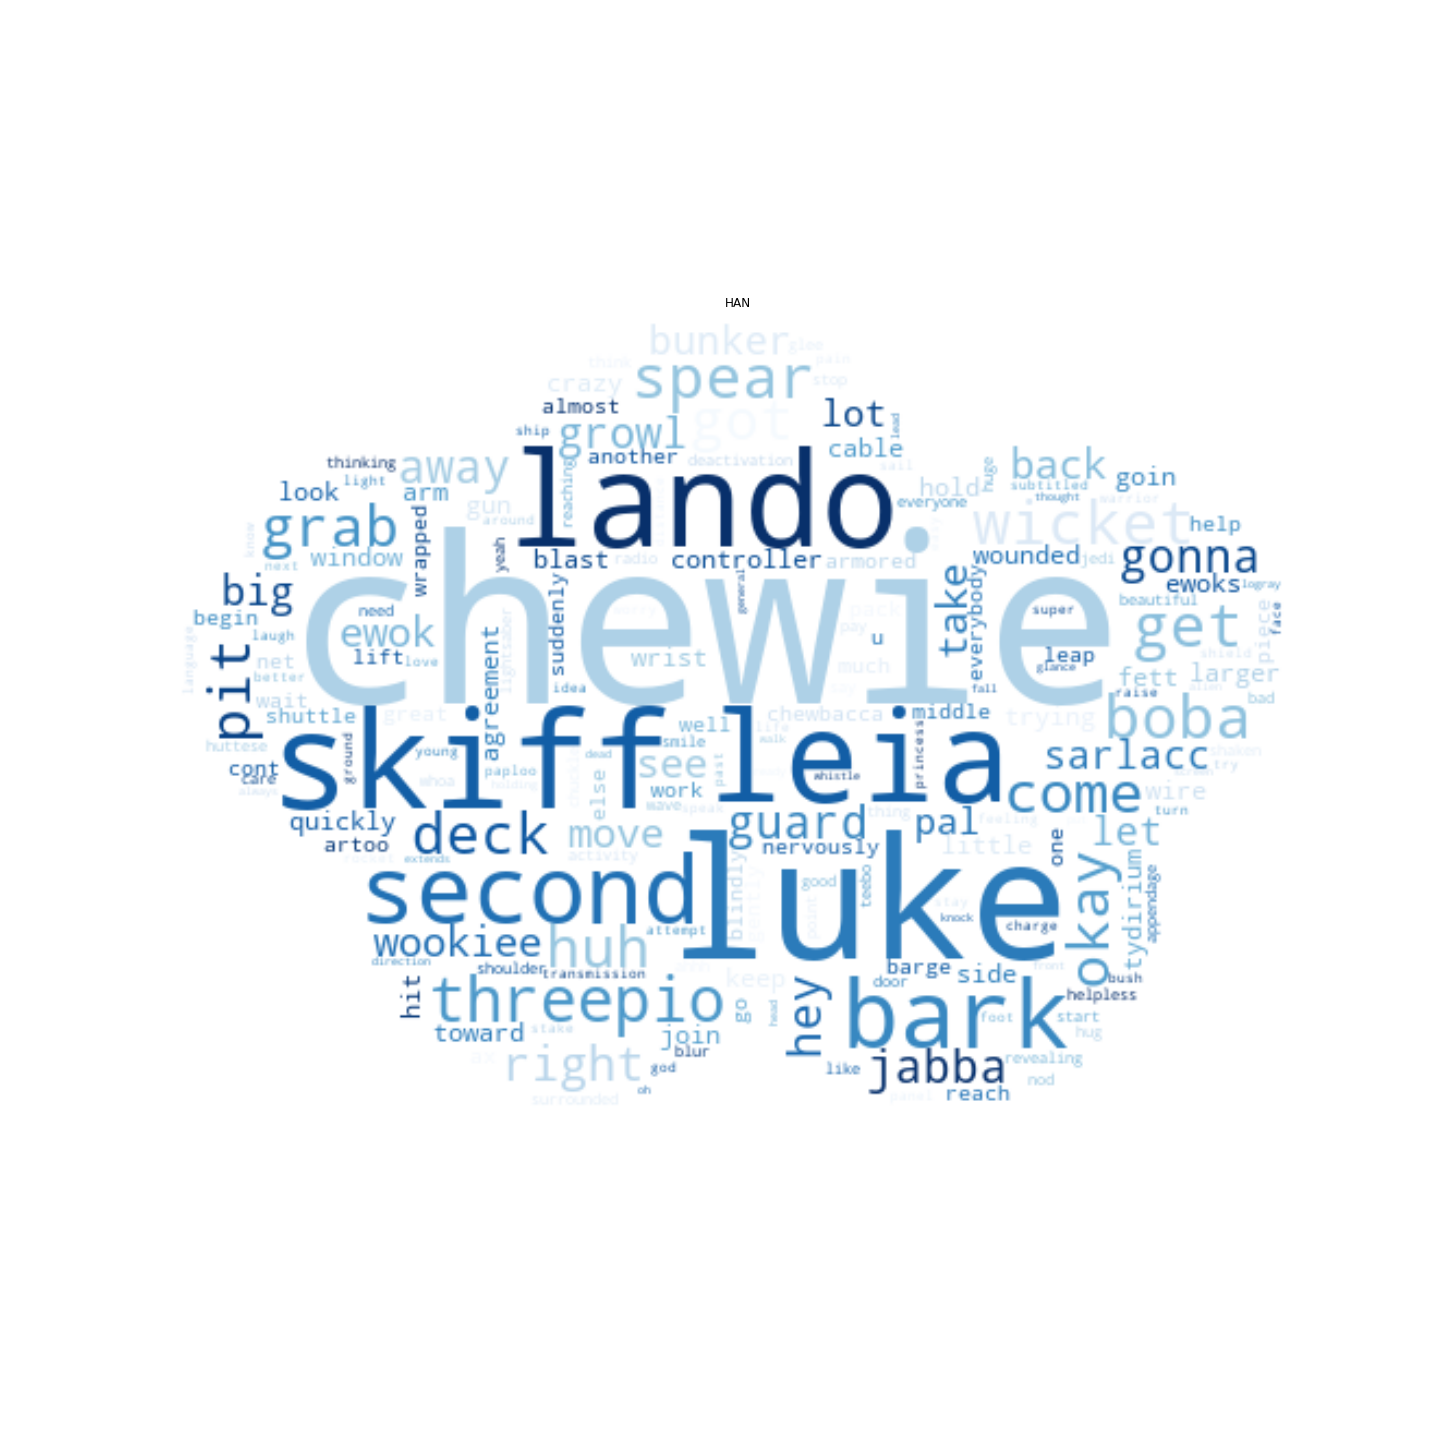 HAN
bunker
glee
think
pain
crazy
spear
stop
almost
got
lot
lead
ship
growl
cable
thinking
away
another
deactivation
sail
back
goin
light
look
arm
reaching
lando
hold
huge
subtitled
thought
warrior
grab
gun
around
everyone
wicket
help
know
window
wrapped
yeah
blast
radio
controller
armored
wounded
jedi
gonna
next
big
chewie
general
take
everybody
ewoks
logray
begin
need
suddenly
worry
pack
super
beautiful
face
laugh
ewok
lightsaber
pay
u
get
piece
language
pit
net
lift
love
agreement
wrist
much
leap
glance
shield
better
idea
fall
fett
larger
raise
alien
bad
wait
shuttle
great
skiff
well
chewbacca
leia
middle
trying
boba
huttese
smile
life
walk
princess
sarlacc
shaken
cont
care
ground
young
whoa
paploo
holding
dead
see
past
whistle
try
always
else
work
wave
speak
come
wire
quickly
deck
move
guard
thing
pal
feeling
turn
let
artoo
rocket
extends
activity
nervously
little
one
second
blindly
gently
good
point
teebo
luke
stay
knock
charge
okay
tydirium
appendage
wookiee
huh
attempt
direction
shoulder
transmission
keep
barge
side
front
bush
door
helpless
hit
threepio
go
head
hey
bark
foot
start
toward
stake
join
hug
right
blur
god
like
jabba
revealing
nod
surrounded
oh
panel
reach